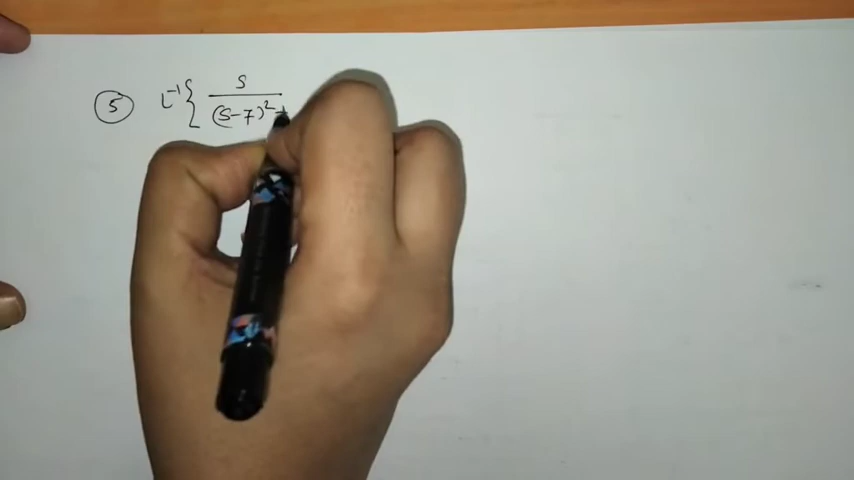 ⑤ L⁻¹{ s/(s-7)² +